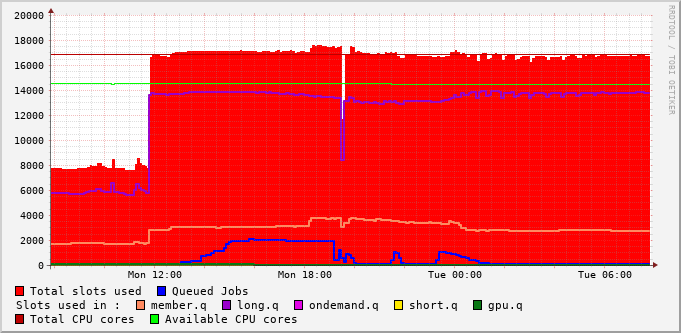 RRDTOOL / TOBI OETIKER
20000
18000
16000
14000
12000
10000
8000
6000
4000
2000
0
Mon 12:00 Mon 18:00 Tue 00:00 Tue 06:00
Total slots used Queued Jobs
Slots used in : member.q long.q ondemand.q short.q gpu.q
Total CPU cores Available CPU cores